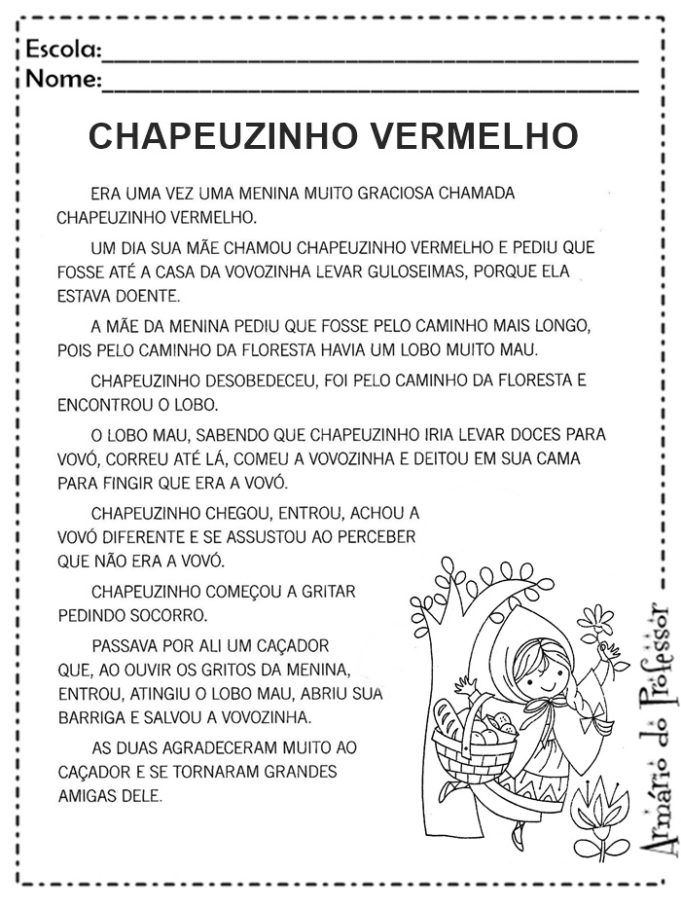 Escola:
Nome:
CHAPEUZINHO VERMELHO
ERA UMA VEZ UMA MENINA MUITO GRACIOSA CHAMADA
CHAPEUZINHO VERMELHO.
UM DIA SUA MÃE CHAMOU CHAPEUZINHO VERMELHO E PEDIU QUE
FOSSE ATÉ A CASA DA VOVOZINHA LEVAR GULOSEIMAS, PORQUE ELA
ESTAVA DOENTE.
A MÃE DA MENINA PEDIU QUE FOSSE PELO CAMINHO MAIS LONGO,
POIS PELO CAMINHO DA FLORESTA HAVIA UM LOBO MUITO MAU.
CHAPEUZINHO DESOBEDECEU, FOI PELO CAMINHO DA FLORESTA E
ENCONTROU O LOBO.
O LOBO MAU, SABENDO QUE CHAPEUZINHO IRIA LEVAR DOCES PARA
VOVÓ, CORREU ATÉ LÁ, COMEU A VOVOZINHA E DEITOU EM SUA CAMA
PARA FINGIR QUE ERA A VOVÓ.
CHAPEUZINHO CHEGOU, ENTROU, ACHOU A
VOVÓ DIFERENTE E SE ASSUSTOU AO PERCEBER
QUE NÃO ERA A VOVÓ.
CHAPEUZINHO COMEÇOU A GRITAR
PEDINDO SOCORRO.
PASSAVA POR ALI UM CAÇADOR
QUE, AO OUVIR OS GRITOS DA MENINA,
ENTROU, ATINGIU O LOBO MAU, ABRIU SUA
BARRIGA E SALVOU A VOVOZINHA.
AS DUAS AGRADECERAM MUITO AO
CAÇADOR E SE TORNARAM GRANDES
AMIGAS DELE.
Armário do Professor